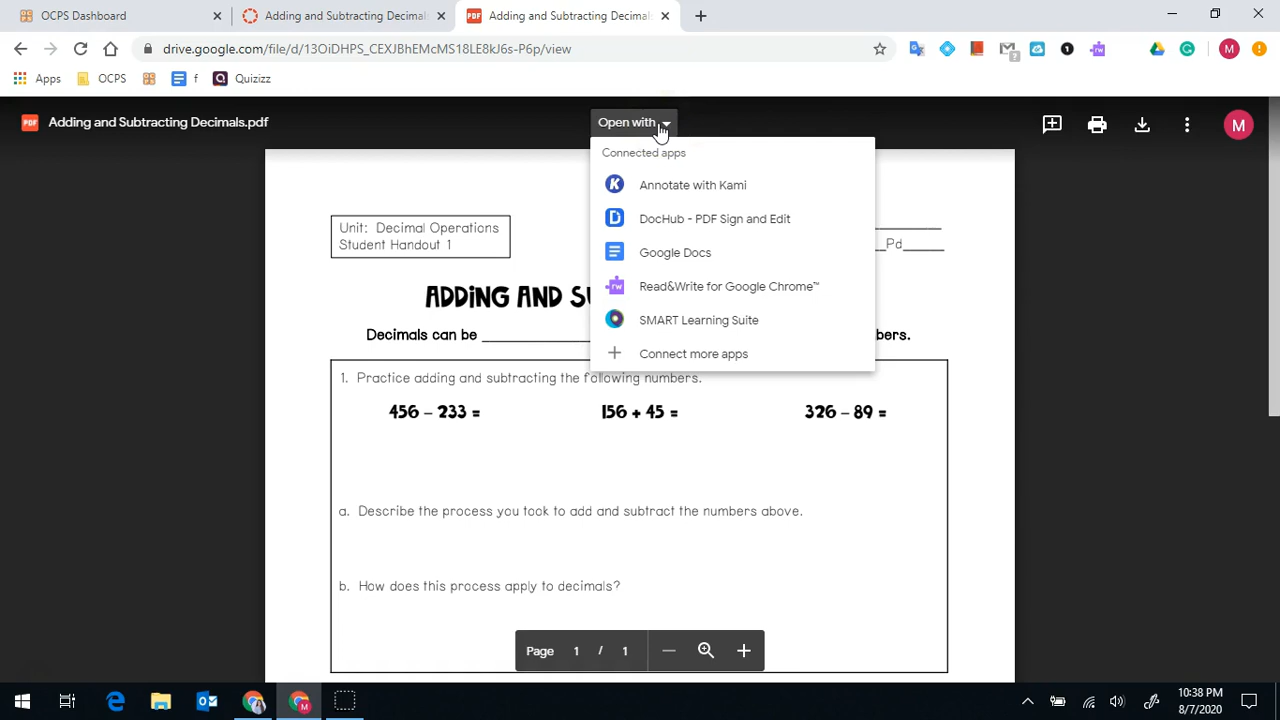 OCPS Dashboard
Adding and Subtracting Decimals
Adding and Subtracting Decimals
drive.google.com/file/d/13OiDHPS_CEXJBhEMcMS18LE8kJ6s-P6p/view
Apps
OCPS
f
Quizizz
Adding and Subtracting Decimals.pdf
Open with
M
Connected apps
Annotate with Kami
DocHub - PDF Sign and Edit
Google Docs
Read&Write for Google Chrome™
SMART Learning Suite
Connect more apps
Unit: Decimal Operations
Student Handout 1
Pd
ADDING AND SU
Decimals can be
bers.
1. Practice adding and subtracting the following numbers.
456 – 233 =
156 + 45 =
326 – 89 =
a. Describe the process you took to add and subtract the numbers above.
b. How does this process apply to decimals?
Page 1 / 1
10:38 PM
8/7/2020